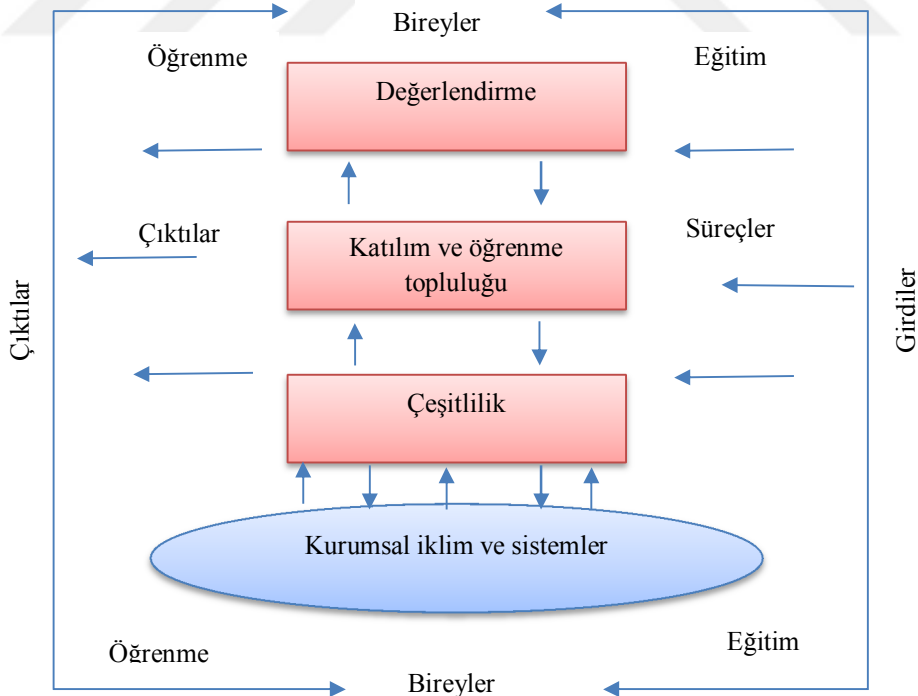 Bireyler
Öğrenme
Eğitim
Değerlendirme
Çıktılar
Süreçler
Katılım ve öğrenme
topluluğu
Çıktılar
Girdiler
Çeşitlilik
Kurumsal iklim ve sistemler
Öğrenme
Eğitim
Bireyler